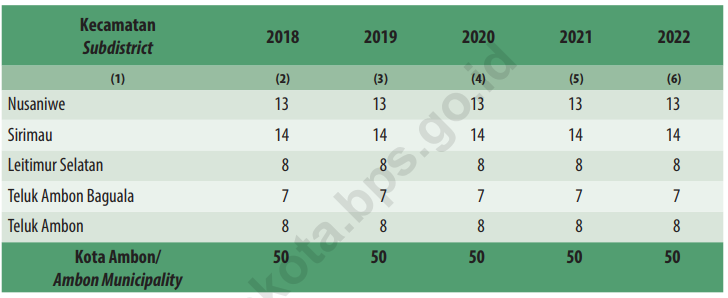 Kecamatan 2018 2019 2020 2021 2022
Subdistrict
(1) (2) (3) (4) (5) (6)
Nusaniwe 13 13 13 13 13
Sirimau 14 14 14 14 14
Leitimur Selatan 8 8 8 8 8
Teluk Ambon Baguala 7 7 7 7 7
Teluk Ambon 8 8 8 8 8
Kota Ambon/ 50 50 50 50 50
Ambon Municipality
kota.bps.go.id